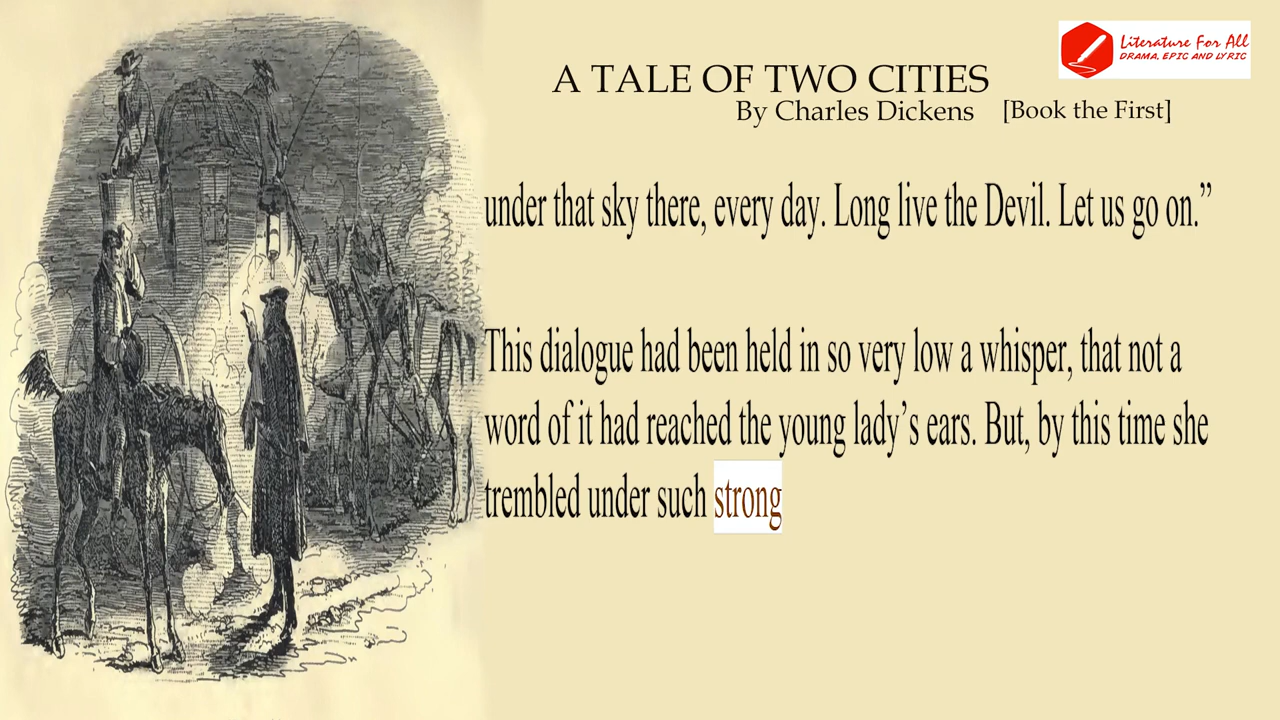 Literature For All
DRAMA, EPIC AND LYRIC
A TALE OF TWO CITIES
By Charles Dickens [Book the First]
under that sky there, every day. Long live the Devil. Let us go on.”
This dialogue had been held in so very low a whisper, that not a
word of it had reached the young lady’s ears. But, by this time she
trembled under such strong